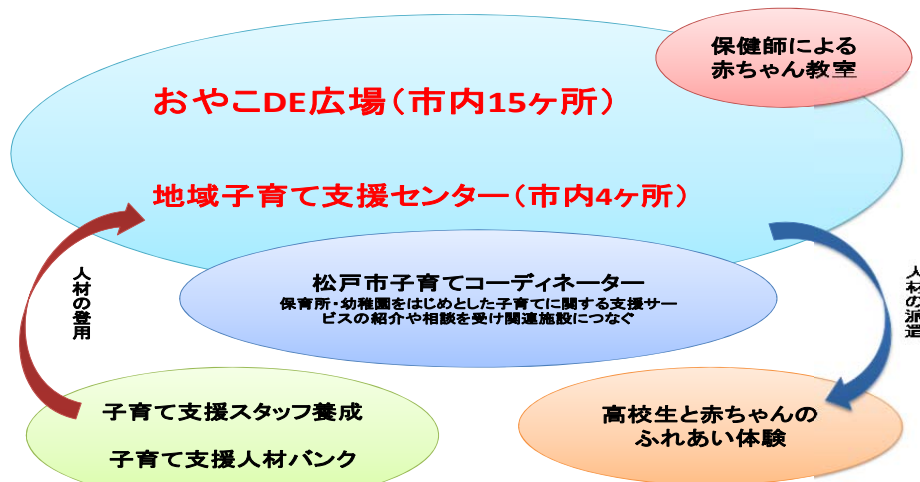 保健師による
赤ちゃん教室
おやこDE広場（市内15ヶ所）
地域子育て支援センター（市内4ヶ所）
松戸市子育てコーディネーター
保育所・幼稚園をはじめとした子育てに関する支援サー
ビスの紹介や相談を受け関連施設につなぐ
人材の登用
人材の派遣
子育て支援スタッフ養成
子育て支援人材バンク
高校生と赤ちゃんの
ふれあい体験